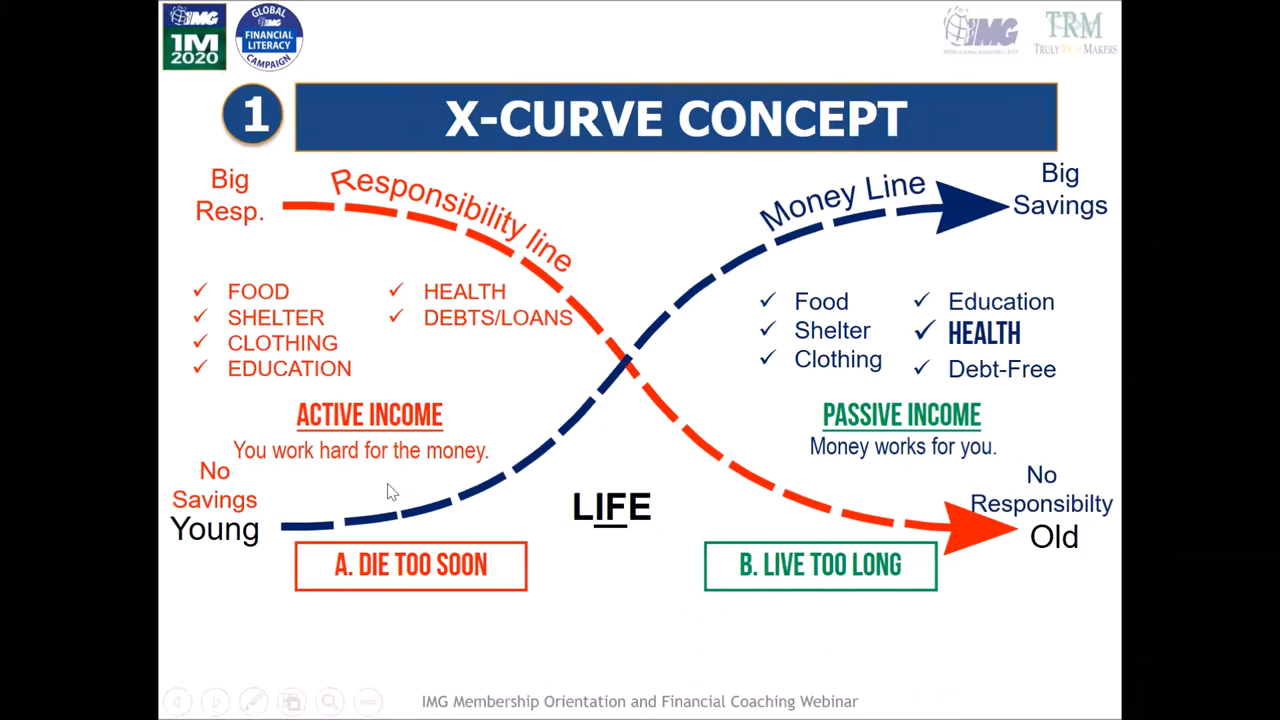 IMG
1M
2020
GLOBAL
IMG
FINANCIAL
LITERACY
CAMPAIGN
IMG
TRM
TRULY RICH MAKERS
1
X-CURVE CONCEPT
Big
Resp.
Responsibility line
Money Line
Big
Savings
FOOD
SHELTER
CLOTHING
EDUCATION
HEALTH
DEBTS/LOANS
Food
Shelter
Clothing
Education
HEALTH
Debt-Free
ACTIVE INCOME
You work hard for the money.
PASSIVE INCOME
Money works for you.
No
Savings
Young
LIFE
No
Responsibilty
Old
A. DIE TOO SOON
B. LIVE TOO LONG
IMG Membership Orientation and Financial Coaching Webinar